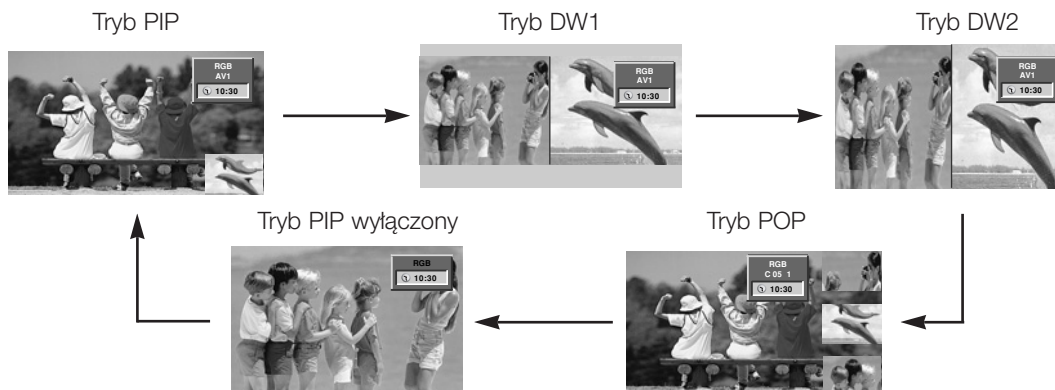 Tryb PIP
RGB
AV1
10:30
Tryb DW1
RGB
AV1
10:30
Tryb DW2
RGB
AV1
10:30
Tryb PIP wyłączony
RGB
10:30
Tryb POP
RGB
C 05 1
10:30